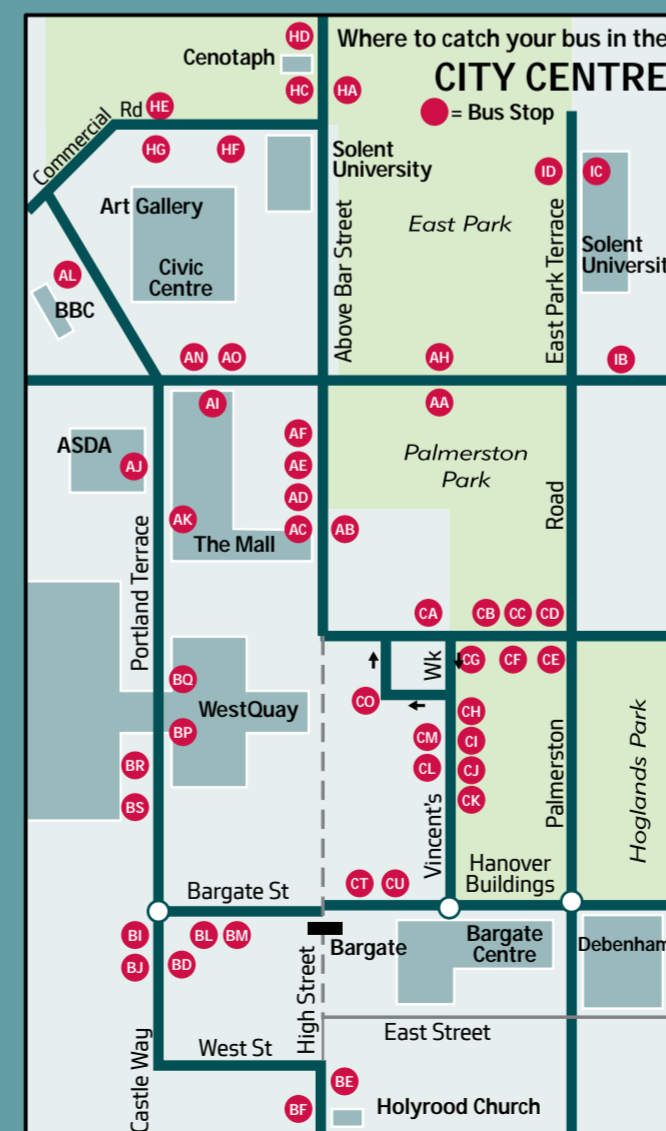 Where to catch your bus in the
CITY CENTRE
= Bus Stop
HD
Cenotaph
HC
HA
Commercial Rd
HE
HG
HF
Solent
University
ID
IC
Art Gallery
East Park
Solent
Universit
Civic
Centre
Above Bar Street
East Park Terrace
AL
BBC
AN
AO
AH
IB
AI
AA
ASDA
AJ
AF
AE
AD
AC
AB
Palmerston
Park
AK
The Mall
Portland Terrace
Palmerston Road
CA
CB
CC
CD
CG
CF
CE
BQ
WestQuay
BP
CO
Vincent's Wk
CH
CM
CI
CL
CJ
CK
Hoglands Park
BR
BS
Bargate St
CT
CU
Hanover
Buildings
BI
BL
BM
BJ
BD
High Street
Bargate
Bargate
Centre
Debenham
East Street
Castle Way
West St
BE
BF
Holyrood Church